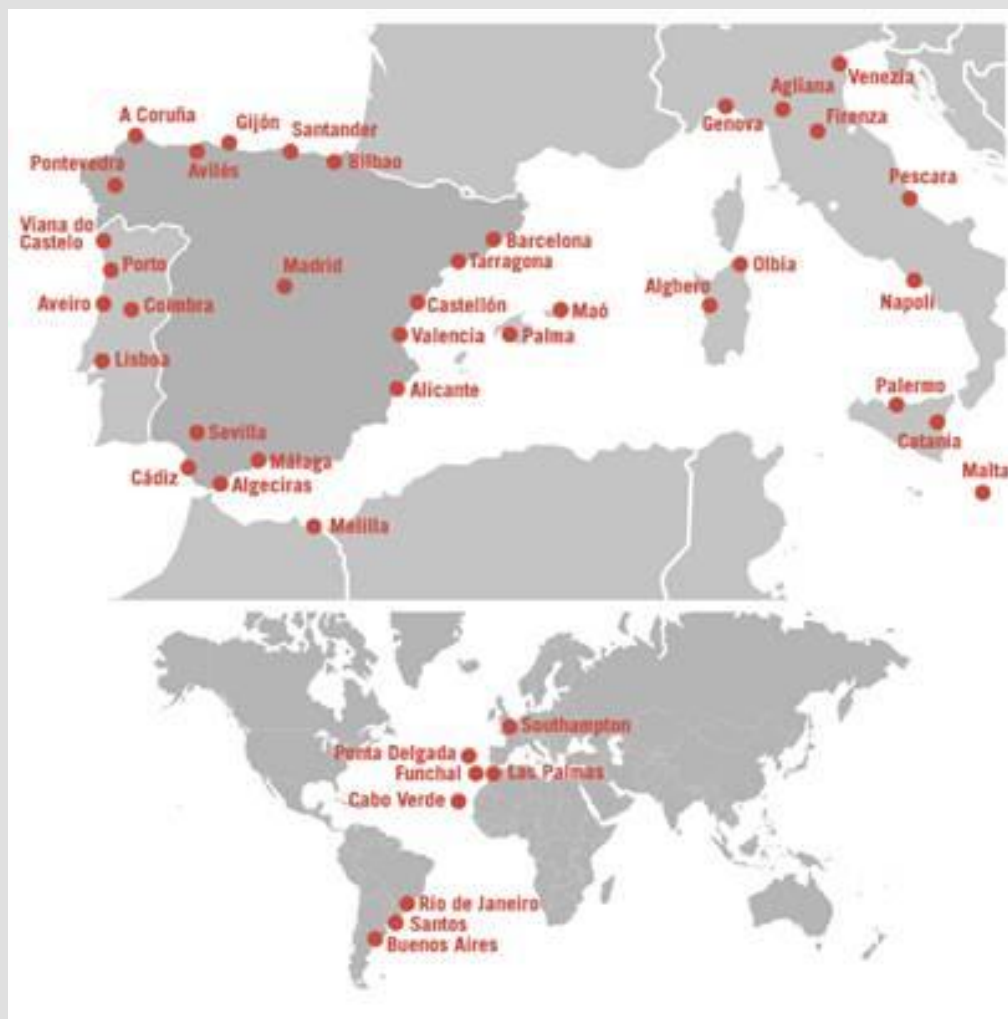 Venezia
Agliana
A Coruña
Gijón
Santander
Genova
Firenza
Avilés
Bilbao
Pontevedra
Pescara
Viana do
Castelo
Barcelona
Tarragona
Olbia
Porto
Madrid
Alghero
Napoli
Aveiro
Coimbra
Castellón
Maó
Valencia
Palma
Lisboa
Alicante
Palermo
Sevilla
Catania
Cádiz
Málaga
Algeciras
Malta
Melilla
Southampton
Ponta Delgada
Funchal
Las Palmas
Cabo Verde
Río de Janeiro
Santos
Buenos Aires